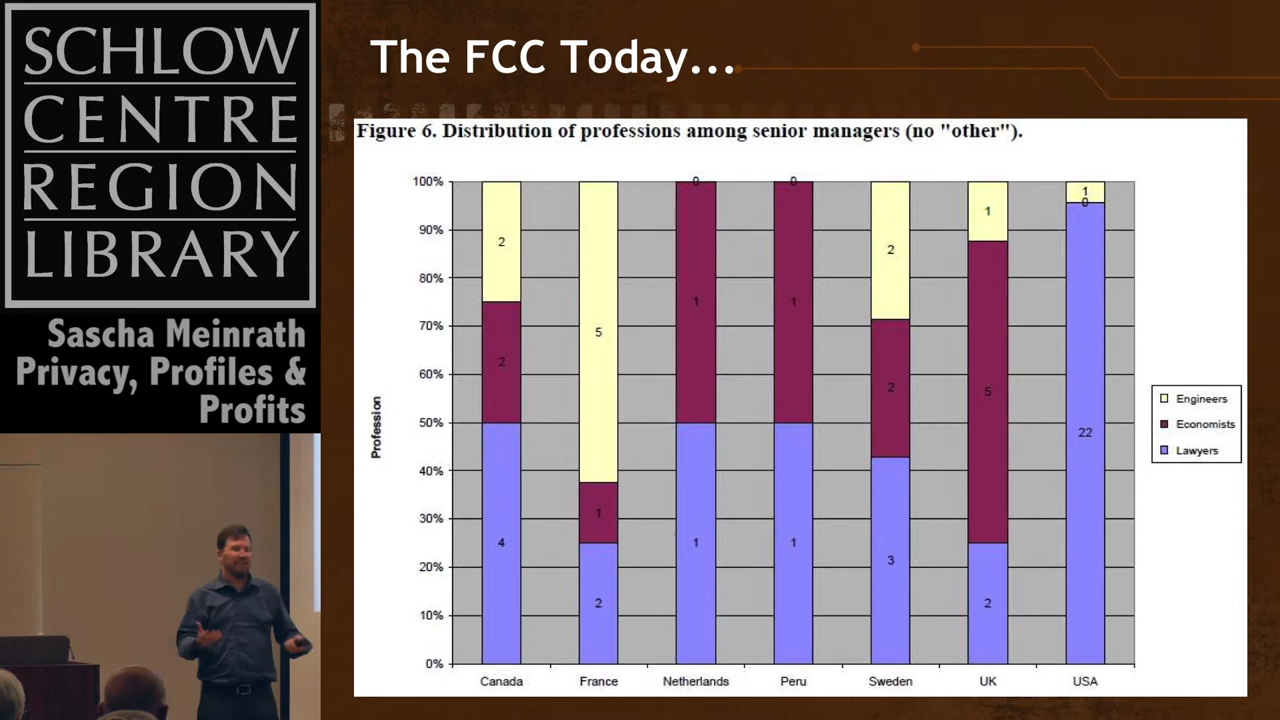 SCHLOW
CENTRE
REGION
LIBRARY
Sascha Meinrath
Privacy, Profiles &
Profits
The FCC Today...
Figure 6. Distribution of professions among senior managers (no "other").
Profession
100%
90%
80%
70%
60%
50%
40%
30%
20%
10%
0%
2
2
4
5
1
2
0
1
1
0
1
1
2
2
3
1
5
2
1
0
22
Canada
France
Netherlands
Peru
Sweden
UK
USA
Engineers
Economists
Lawyers